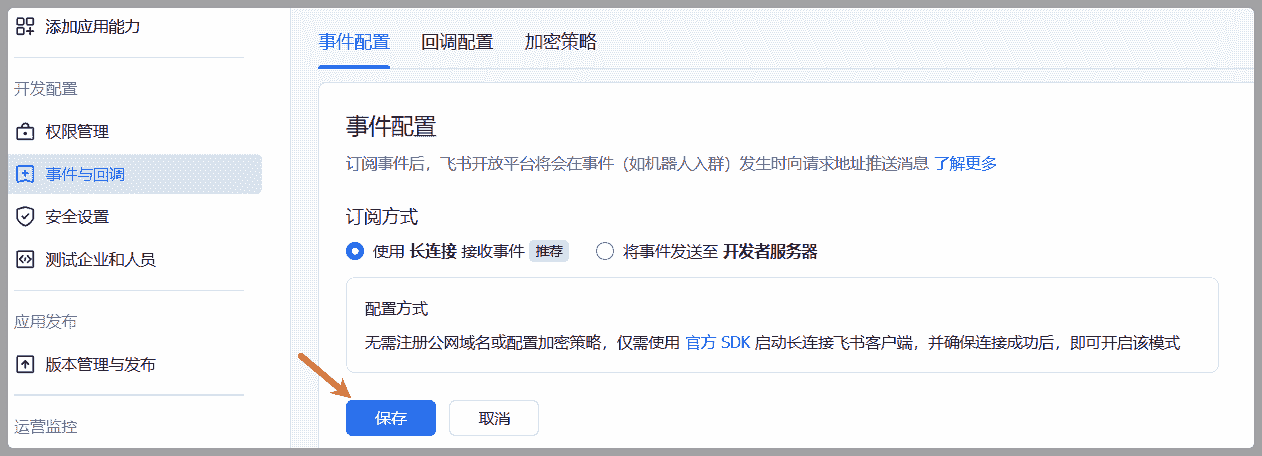 添加应用能力
开发配置
权限管理
事件与回调
安全设置
测试企业和人员
应用发布
版本管理与发布
运营监控
事件配置 回调配置 加密策略
事件配置
订阅事件后，飞书开放平台将会在事件（如机器人入群）发生时向请求地址推送消息 了解更多
订阅方式
使用 长连接 接收事件 推荐 将事件发送至 开发者服务器
配置方式
无需注册公网域名或配置加密策略，仅需使用 官方 SDK 启动长连接飞书客户端，并确保连接成功后，即可开启该模式
保存 取消